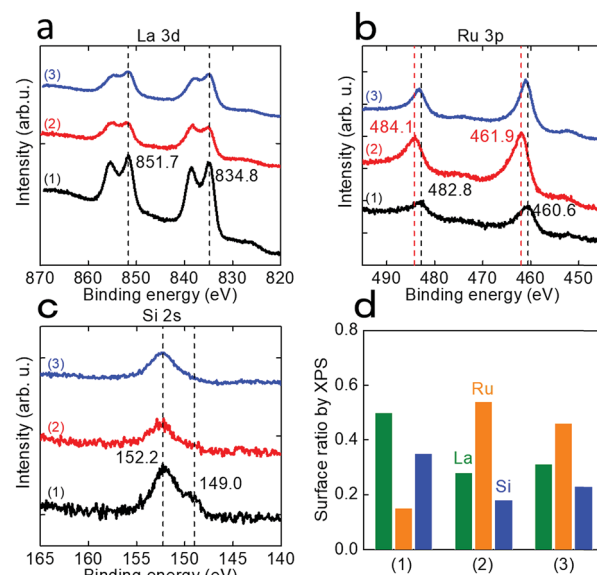 a
La 3d
Intensity (arb. u.)
(3)
(2)
(1)
851.7
834.8
870 860 850 840 830 820
Binding energy (eV)
b
Ru 3p
Intensity (arb.u.)
(3)
484.1
461.9
(2)
(1)
482.8
460.6
490 480 470 460 450
Binding energy (eV)
c
Si 2s
Intensity (arb. u.)
(3)
(2)
152.2
149.0
(1)
165 160 155 150 145 140
Binding energy (eV)
d
Surface ratio by XPS
0.8
0.6
0.4
0.2
0.0
Ru
La
Si
(1) (2) (3)